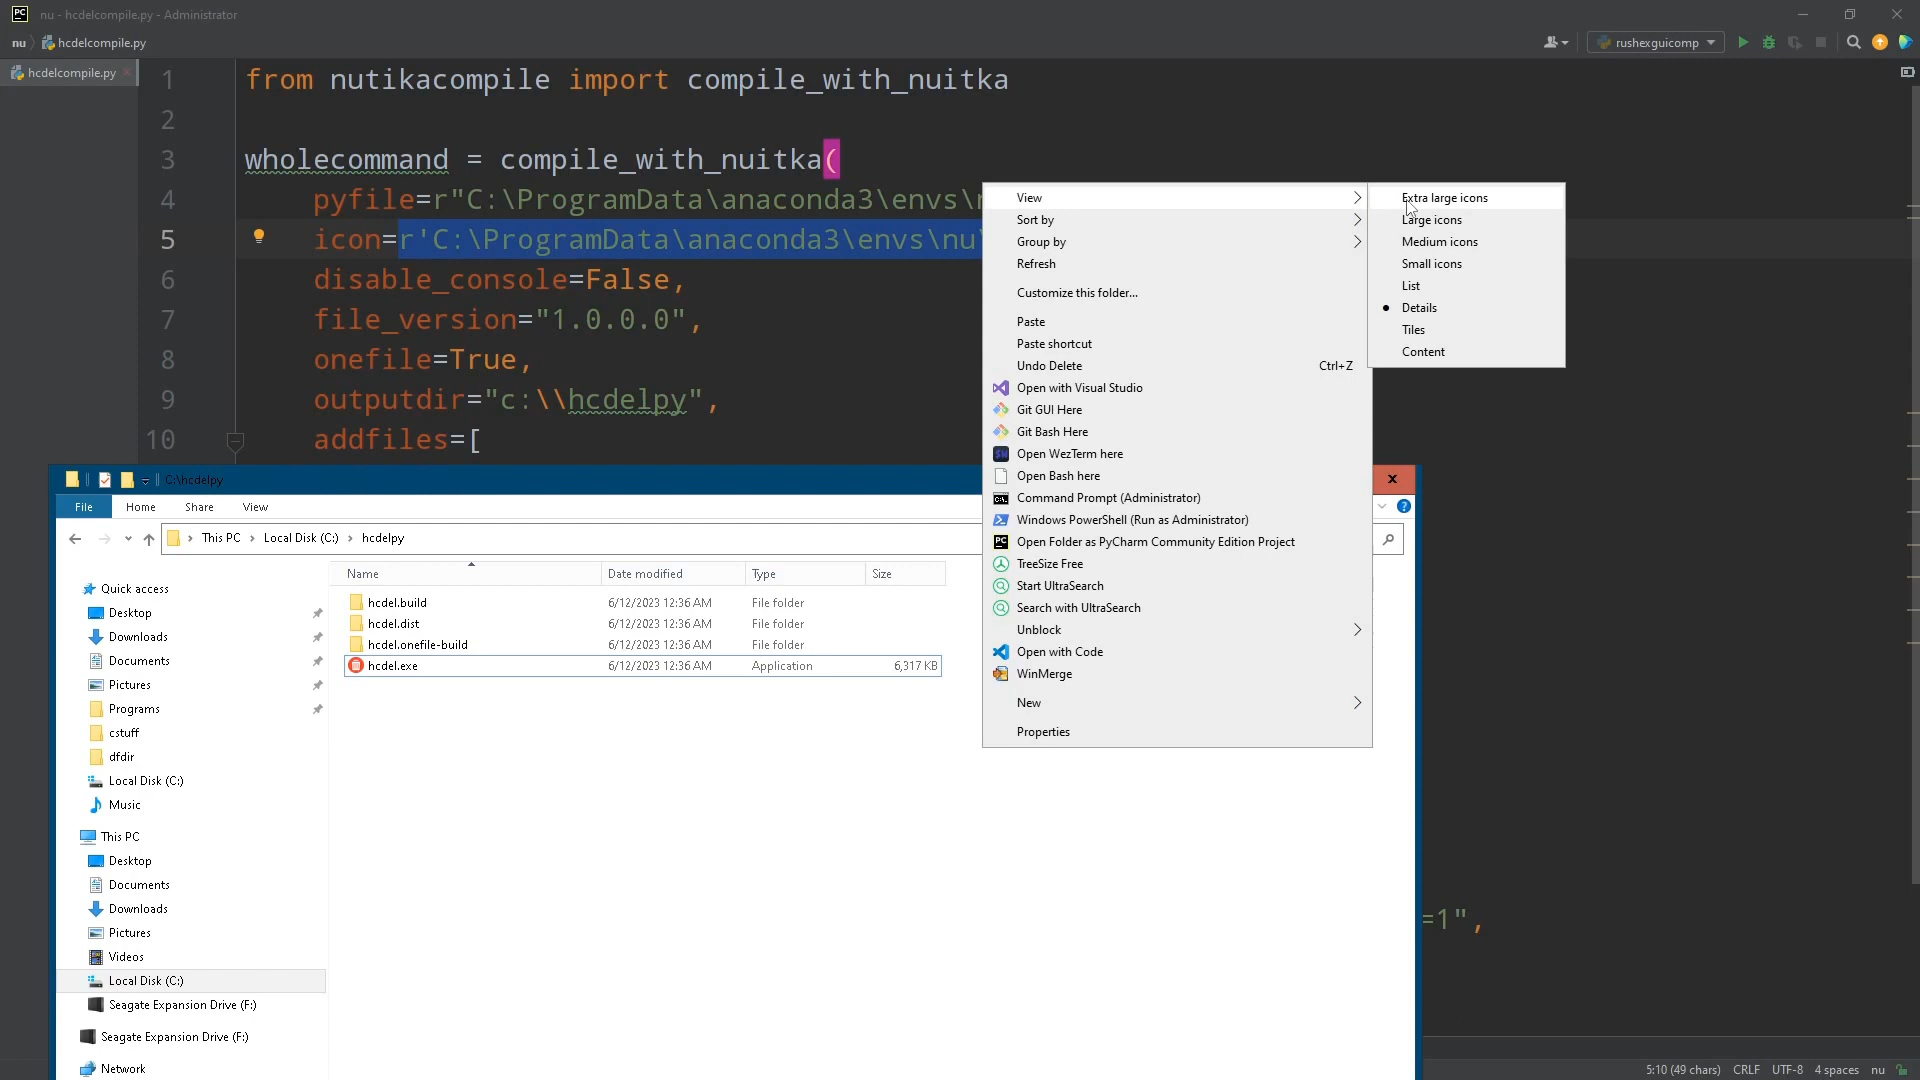 nu - hcdelcompile.py - Administrator
nu
hcdelcompile.py
rushexguicomp
hcdelcompile.py
1 from nutikacompile import compile_with_nuitka
2
3 wholecommand = compile_with_nuitka(
4 pyfile=r"C:\ProgramData\anaconda3\envs\
5 icon=r'C:\ProgramData\anaconda3\envs\nu
6 disable_console=False,
7 file_version="1.0.0.0",
8 onefile=True,
9 outputdir="c:\\hcdelpy",
10 addfiles=[
=1",
View
Sort by
Group by
Refresh
Customize this folder...
Paste
Paste shortcut
Undo Delete Ctrl+Z
Open with Visual Studio
Git GUI Here
Git Bash Here
Open WezTerm here
Open Bash here
Command Prompt (Administrator)
Windows PowerShell (Run as Administrator)
Open Folder as PyCharm Community Edition Project
TreeSize Free
Start UltraSearch
Search with UltraSearch
Unblock
Open with Code
WinMerge
New
Properties
Extra large icons
Large icons
Medium icons
Small icons
List
Details
Tiles
Content
C:\hcdelpy
File Home Share View
This PC Local Disk (C:) hcdelpy
Quick access
Desktop
Downloads
Documents
Pictures
Programs
cstuff
dfdir
Local Disk (C:)
Music
This PC
Desktop
Documents
Downloads
Pictures
Videos
Local Disk (C:)
Seagate Expansion Drive (F:)
Seagate Expansion Drive (F:)
Network
Name Date modified Type Size
hcdel.build 6/12/2023 12:36 AM File folder
hcdel.dist 6/12/2023 12:36 AM File folder
hcdel.onefile-build 6/12/2023 12:36 AM File folder
hcdel.exe 6/12/2023 12:36 AM Application 6,317 KB
5:10 (49 chars) CRLF UTF-8 4 spaces nu